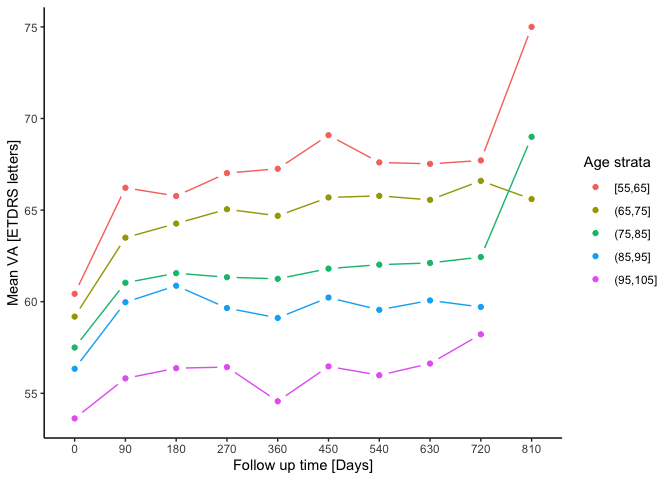 75
70
65
60
55
Mean VA [ETDRS letters]
0 90 180 270 360 450 540 630 720 810
Follow up time [Days]
Age strata
[55,65]
(65,75]
(75,85]
(85,95]
(95,105]